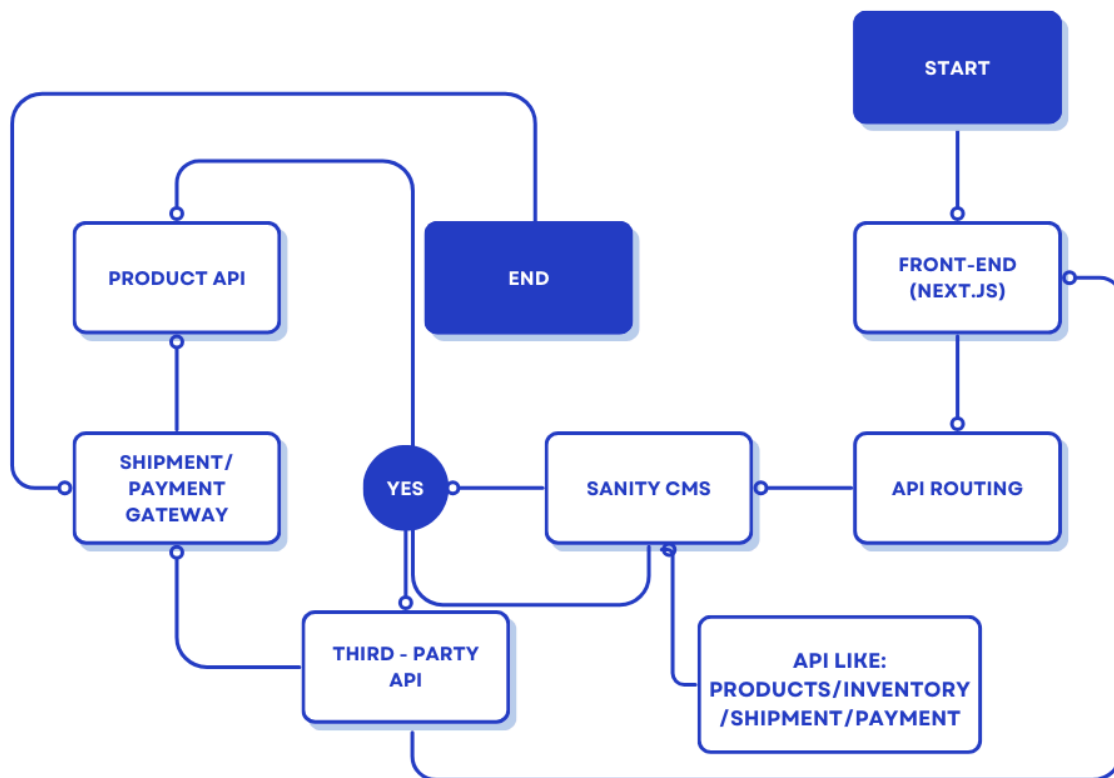 START
PRODUCT API
END
FRONT-END
(NEXT.JS)
SHIPMENT/
PAYMENT
GATEWAY
YES
SANITY CMS
API ROUTING
THIRD - PARTY
API
API LIKE:
PRODUCTS/INVENTORY
/SHIPMENT/PAYMENT